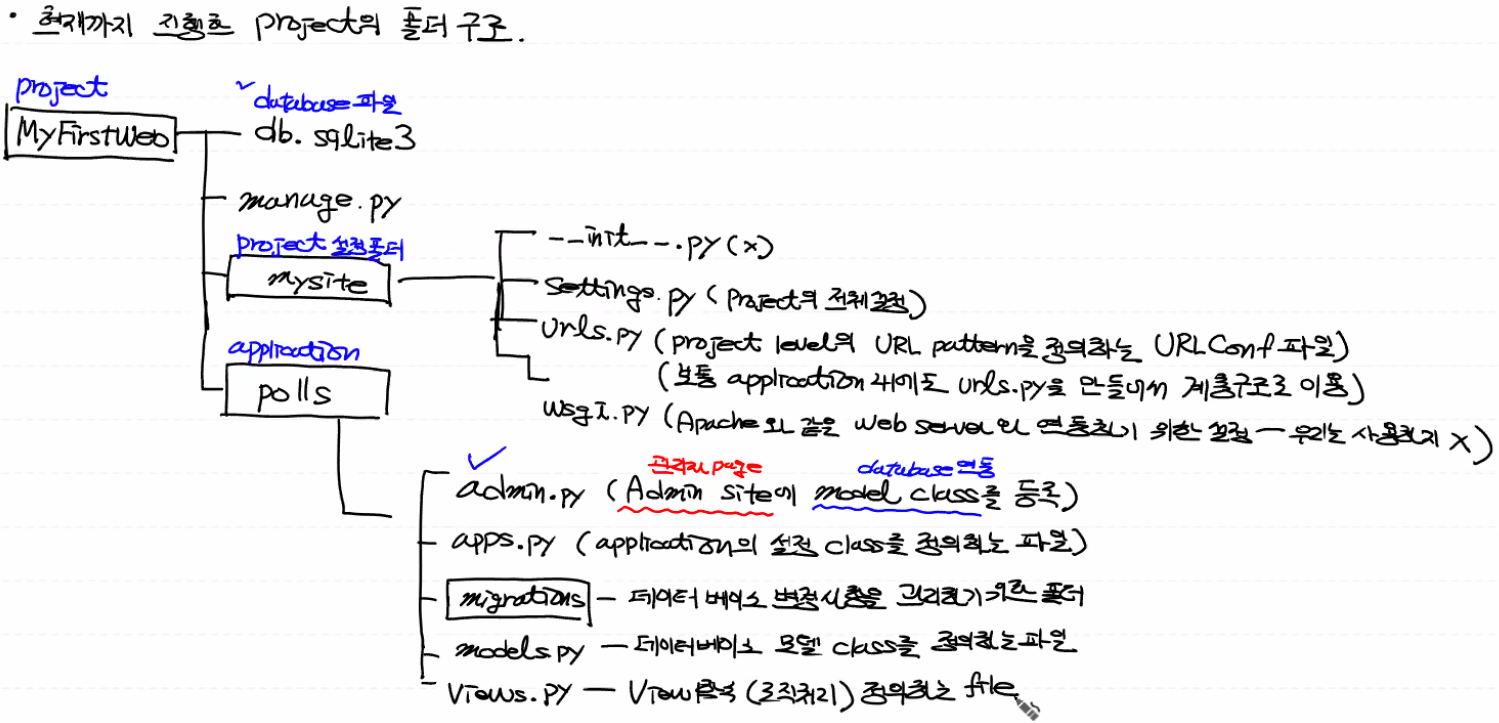 • 현재까지 진행한 project의 폴더 구조.
project
MyFirstWeb
✓ database 파일
db.sqlite3
manage.py
project 설정폴더
mysite
__init__.py (x)
settings.py (project의 전체설정)
urls.py (project level의 URL pattern을 정의하는 URLConf 파일)
(보통 application 내에도 urls.py을 만들어서 계층구조로 이용)
wsgi.py (Apache와 같은 web server와 연동하기 위한 설정 - 우리는 사용하지 x)
application
polls
✓
관리자 page
database 연동
admin.py (Admin site에 model class를 등록)
apps.py (application의 설정 class를 정의하는 파일)
migrations - 데이터 베이스 변경사항을 관리하기 위한 폴더
models.py - 데이터베이스 모델 class를 정의하는 파일
views.py - View함수 (로직처리) 정의하는 file